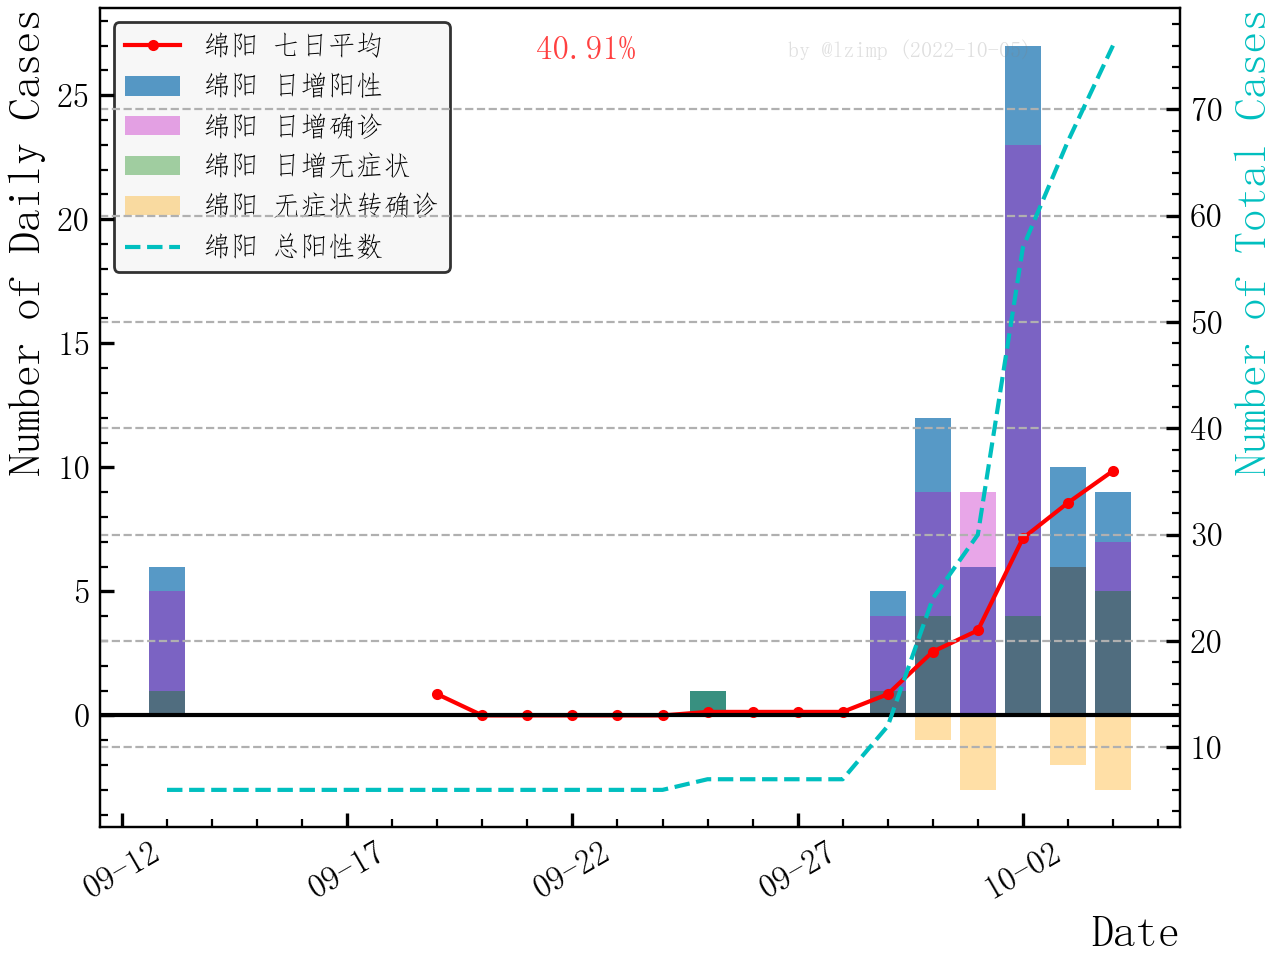 Number of Daily Cases
Number of Total Cases
绵阳 七日平均
绵阳 日增阳性
绵阳 日增确诊
绵阳 日增无症状
绵阳 无症状转确诊
绵阳 总阳性数
40.91%
by @lzimp (2022-10-05)
25
20
15
10
5
0
70
60
50
40
30
20
10
09-12
09-17
09-22
09-27
10-02
Date